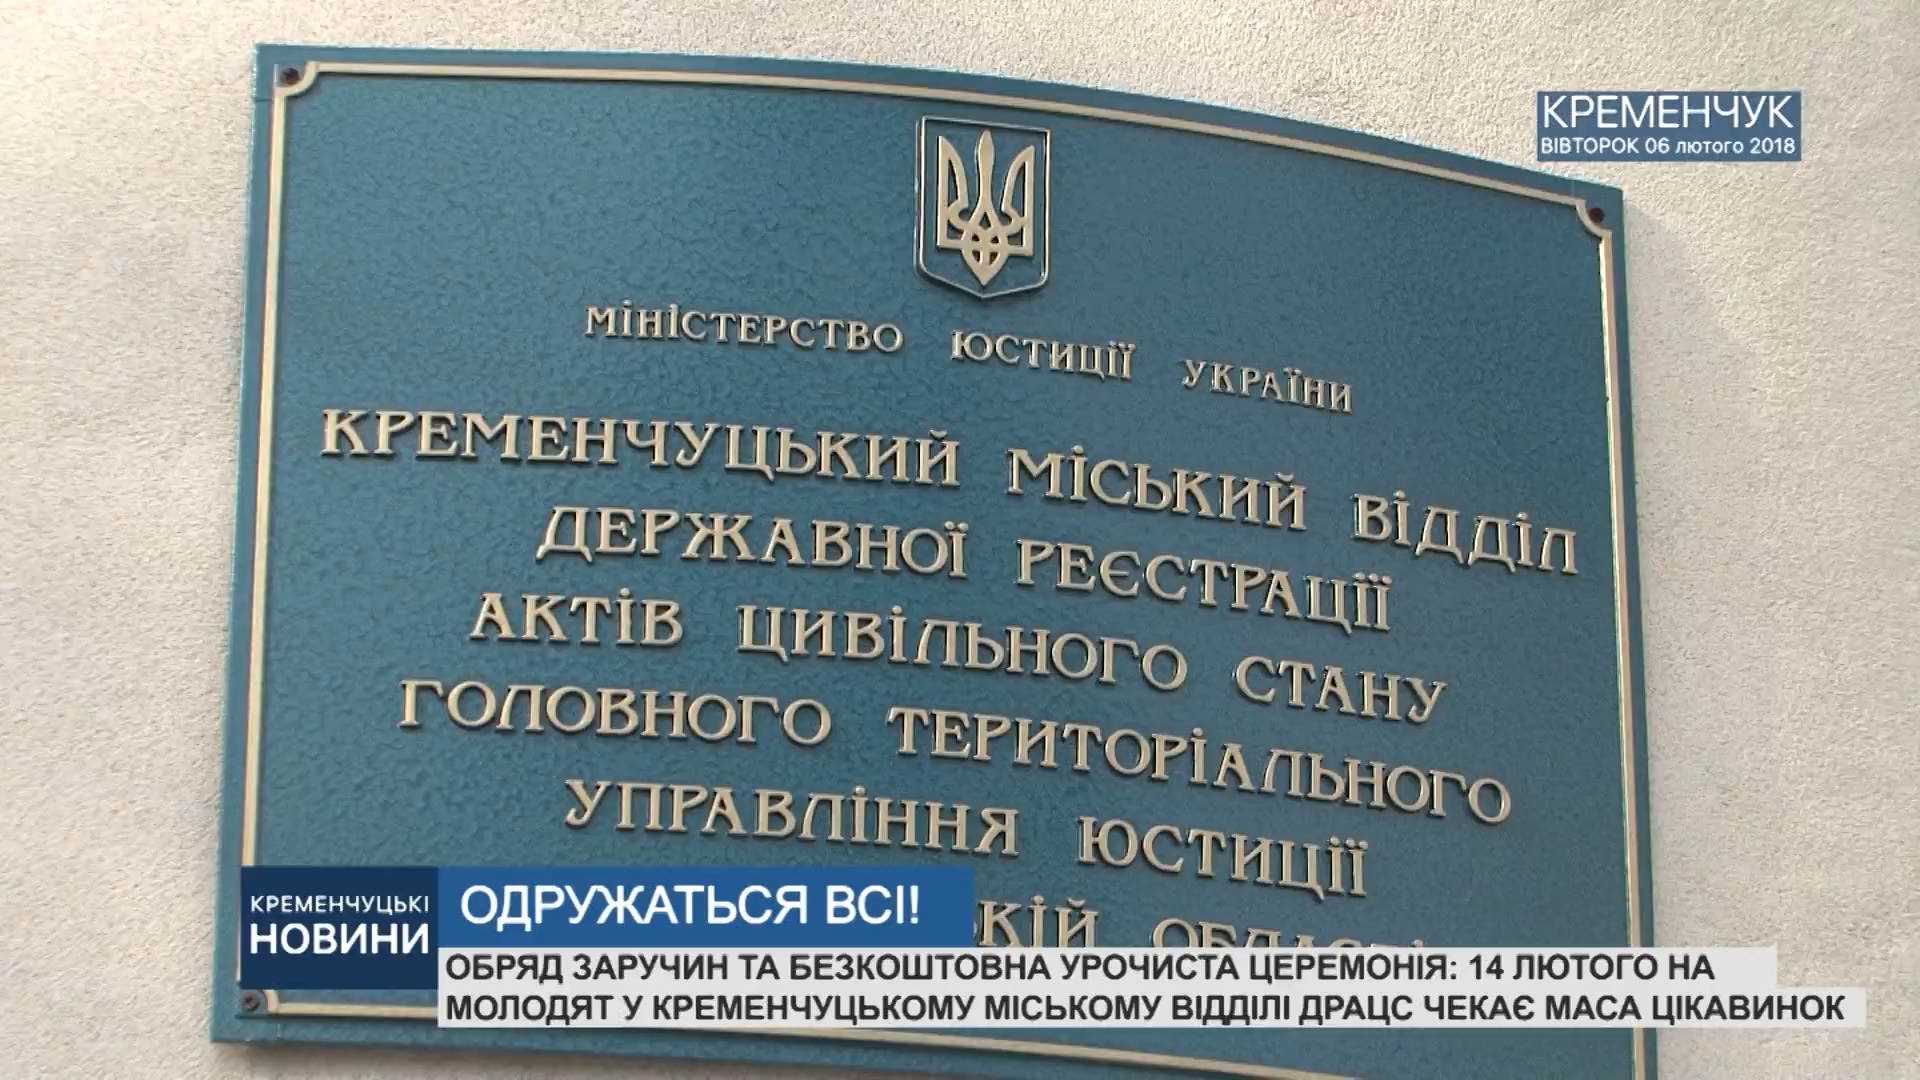 КРЕМЕНЧУК
ВІВТОРОК 06 лютого 2018
МІНІСТЕРСТВО ЮСТИЦІЇ УКРАЇНИ
КРЕМЕНЧУЦЬКИЙ МІСЬКИЙ ВІДДІЛ
ДЕРЖАВНОЇ РЕЄСТРАЦІЇ
АКТІВ ЦИВІЛЬНОГО СТАНУ
ГОЛОВНОГО ТЕРИТОРІАЛЬНОГО
УПРАВЛІННЯ ЮСТИЦІЇ
КРЕМЕНЧУЦЬКІ
НОВИНИ
ОДРУЖАТЬСЯ ВСІ!
ОБРЯД ЗАРУЧИН ТА БЕЗКОШТОВНА УРОЧИСТА ЦЕРЕМОНІЯ: 14 ЛЮТОГО НА
МОЛОДЯТ У КРЕМЕНЧУЦЬКОМУ МІСЬКОМУ ВІДДІЛІ ДРАЦС ЧЕКАЄ МАСА ЦІКАВИНОК